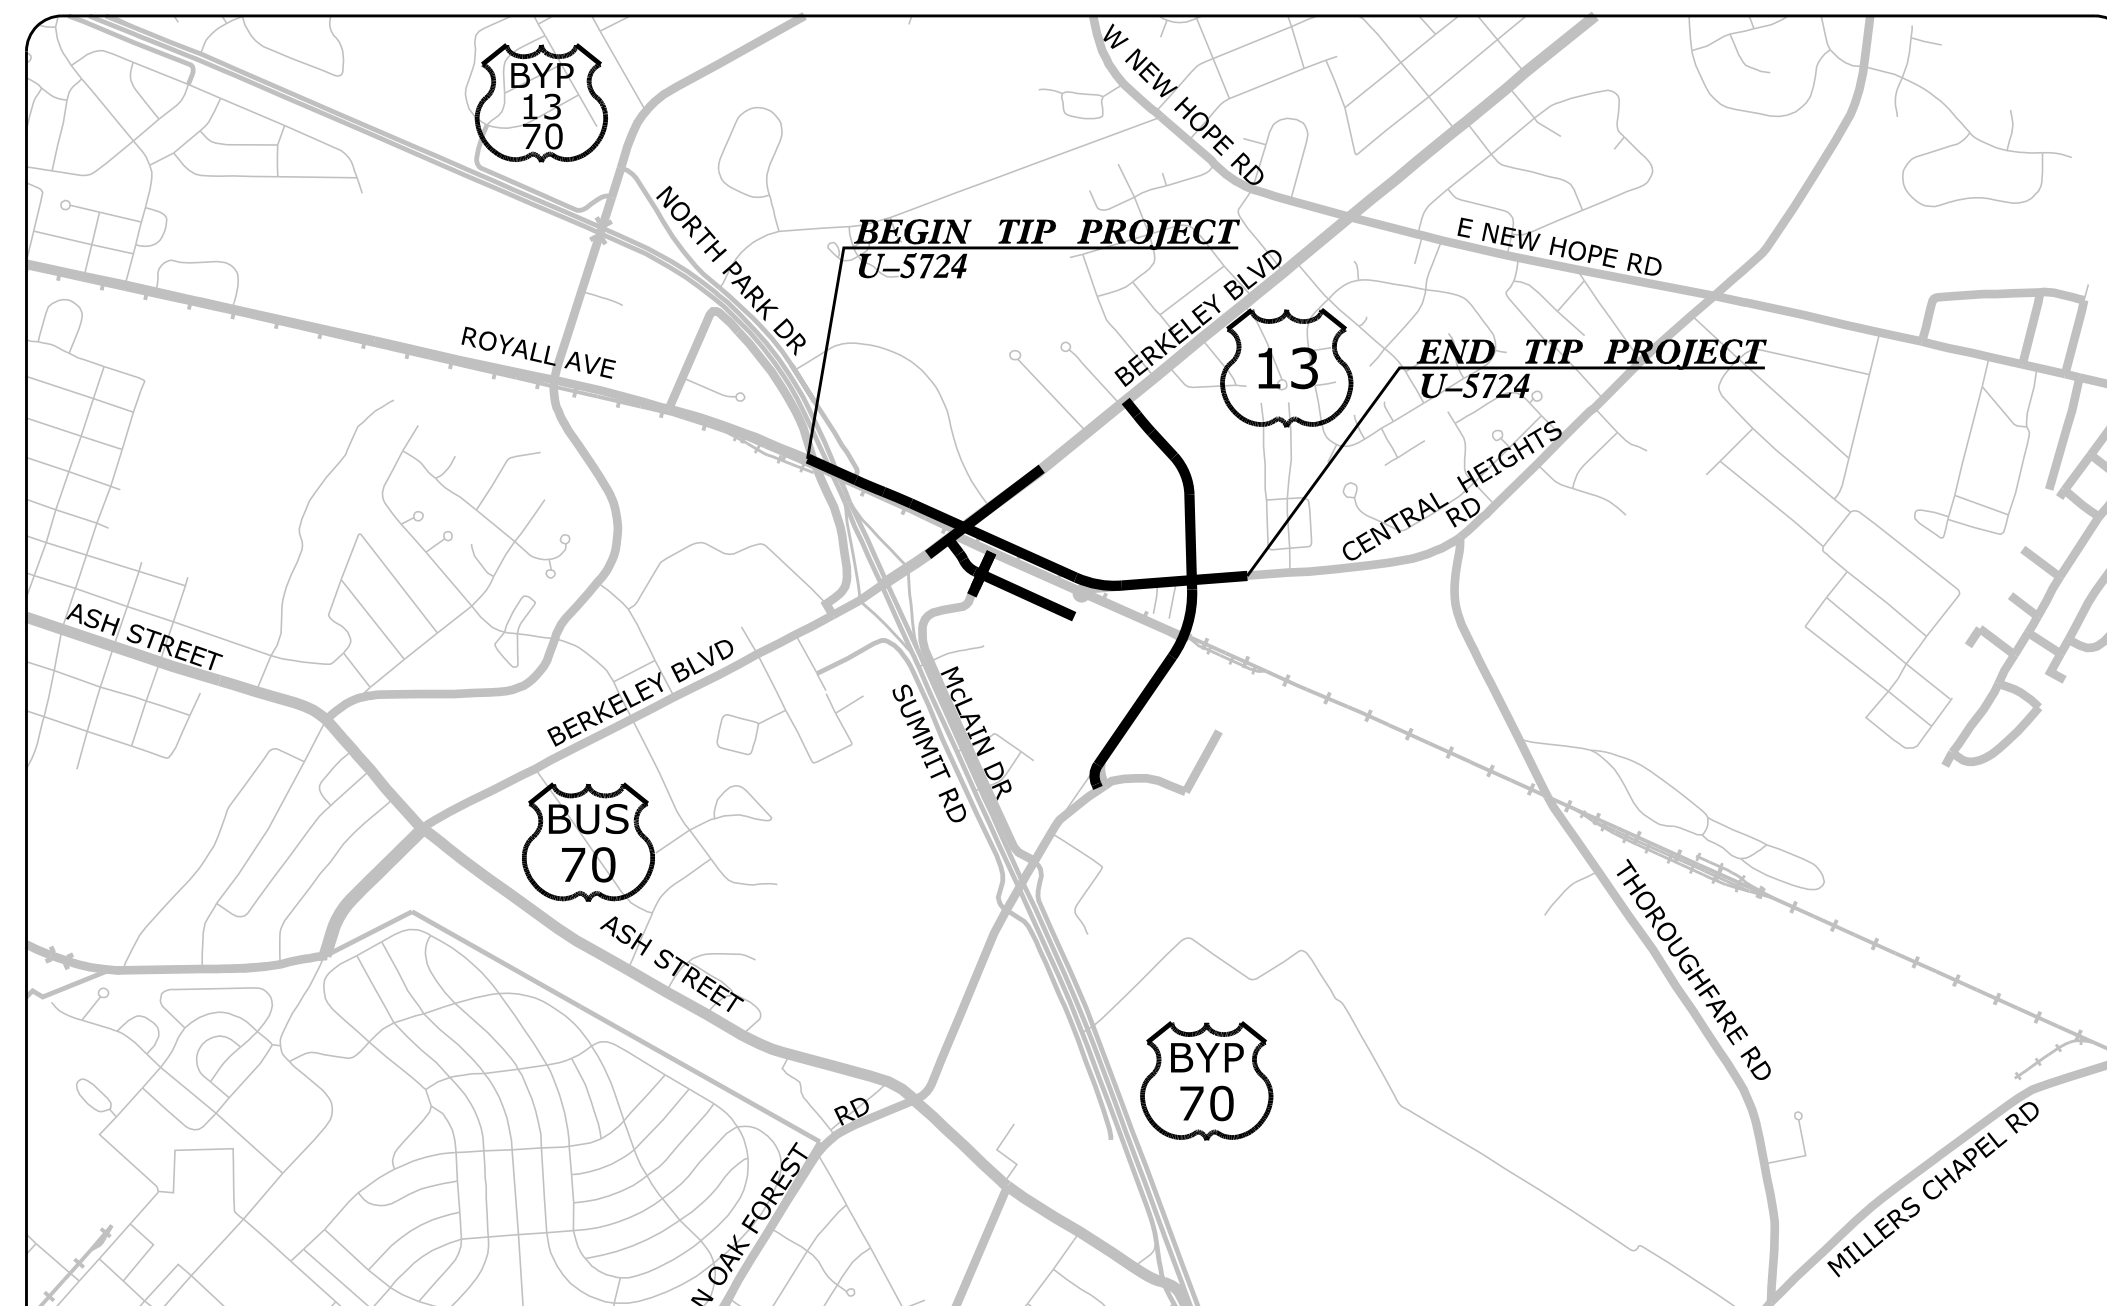 W NEW HOPE RD
BYP
13
70
NORTH PARK DR
BEGIN TIP PROJECT
U–5724
E NEW HOPE RD
BERKELEY BLVD
ROYALL AVE
13
END TIP PROJECT
U–5724
CENTRAL HEIGHTS
RD
ASH STREET
BERKELEY BLVD
McLAIN DR
SUMMIT RD
BUS
70
THOROUGHFARE RD
ASH STREET
BYP
70
RD
N OAK FOREST
MILLERS CHAPEL RD